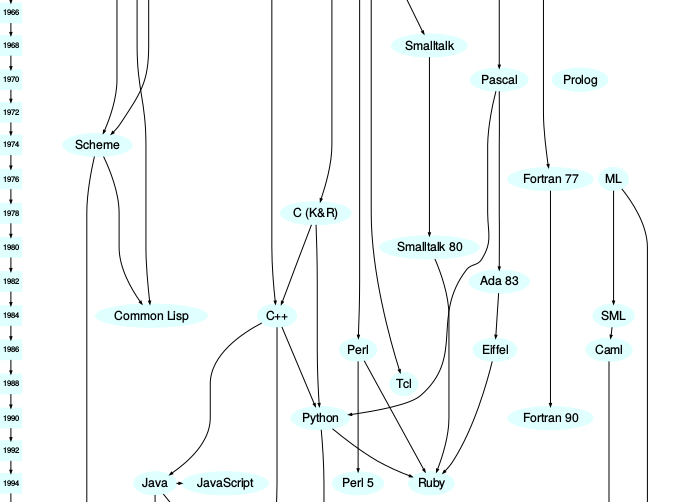 1966
1968
Smalltalk
1970
Pascal
Prolog
1972
1974
Scheme
1976
Fortran 77
ML
1978
C (K&R)
1980
Smalltalk 80
1982
Ada 83
1984
Common Lisp
C++
SML
1986
Perl
Eiffel
Caml
1988
Tcl
1990
Python
Fortran 90
1992
1994
Java
JavaScript
Perl 5
Ruby